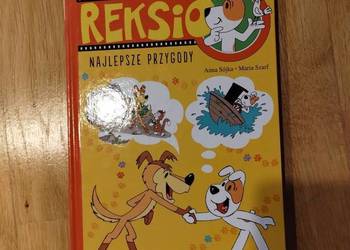 REKSIO
NAJLEPSZE PRZYGODY
Anna Sójka • Maria Szarf